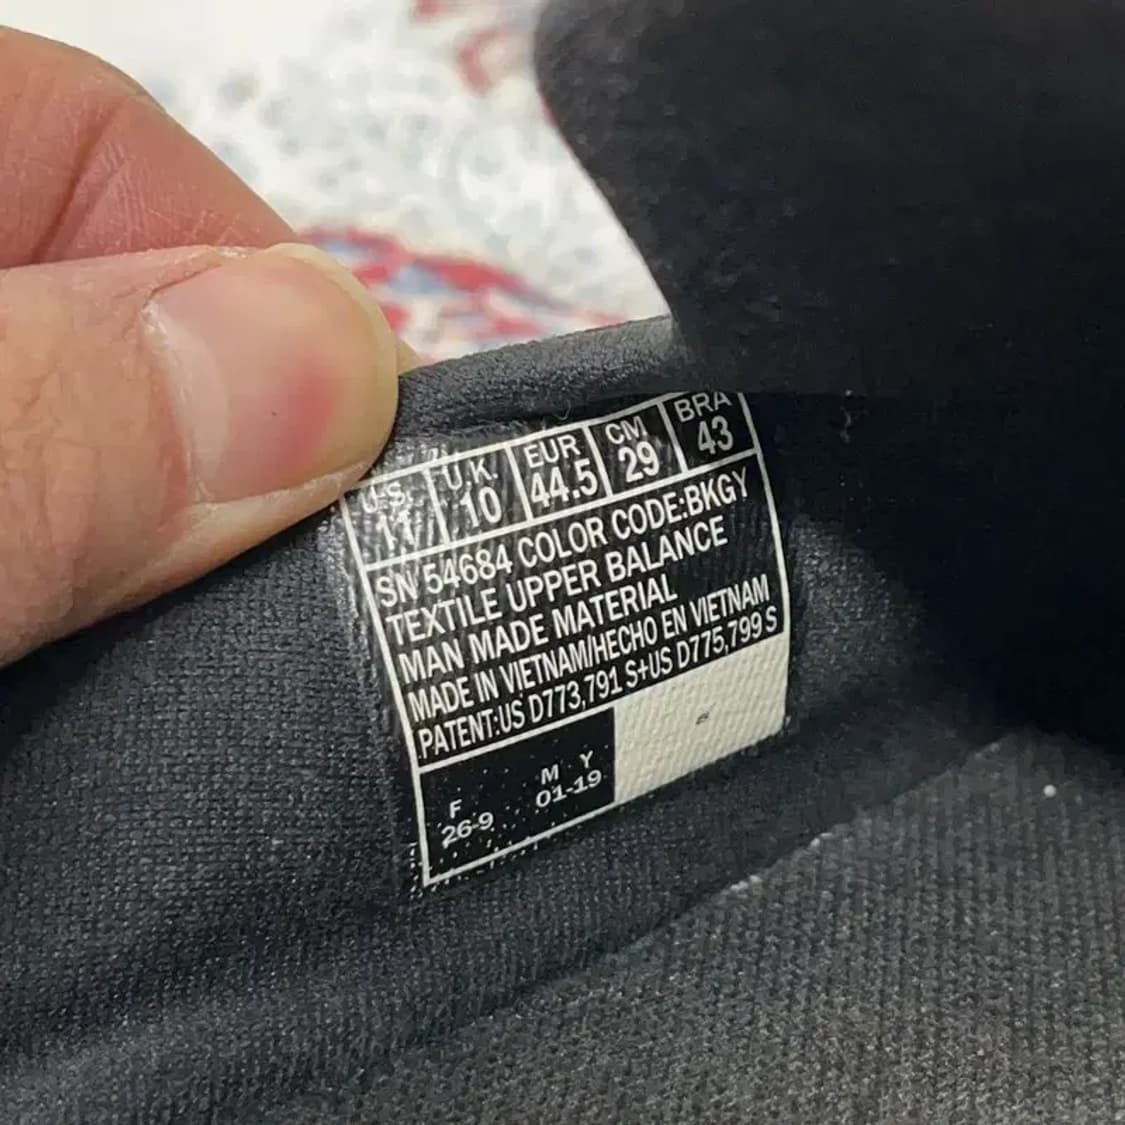 U.S. U.K. EUR CM BRA
11 10 44.5 29 43
SN 54684 COLOR CODE:BKGY
TEXTILE UPPER BALANCE
MAN MADE MATERIAL
MADE IN VIETNAM/HECHO EN VIETNAM
PATENT:US D773,791 S+US D775,799 S
F M Y
26-9 01-19